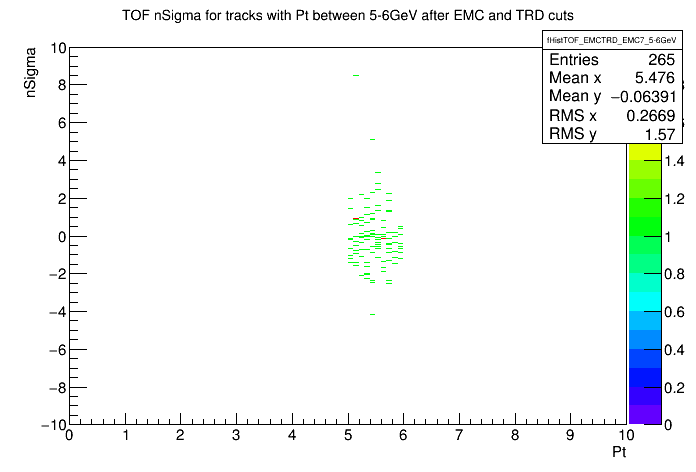 TOF nSigma for tracks with Pt between 5-6GeV after EMC and TRD cuts
fHistTOF_EMCTRD_EMC7_5-6GeV
Entries 265
Mean x 5.476
Mean y −0.06391
RMS x 0.2669
RMS y 1.57
nSigma
10
8
6
4
2
0
−2
−4
−6
−8
−10
0 1 2 3 4 5 6 7 8 9 10
Pt
1.4
1.2
1
0.8
0.6
0.4
0.2
0